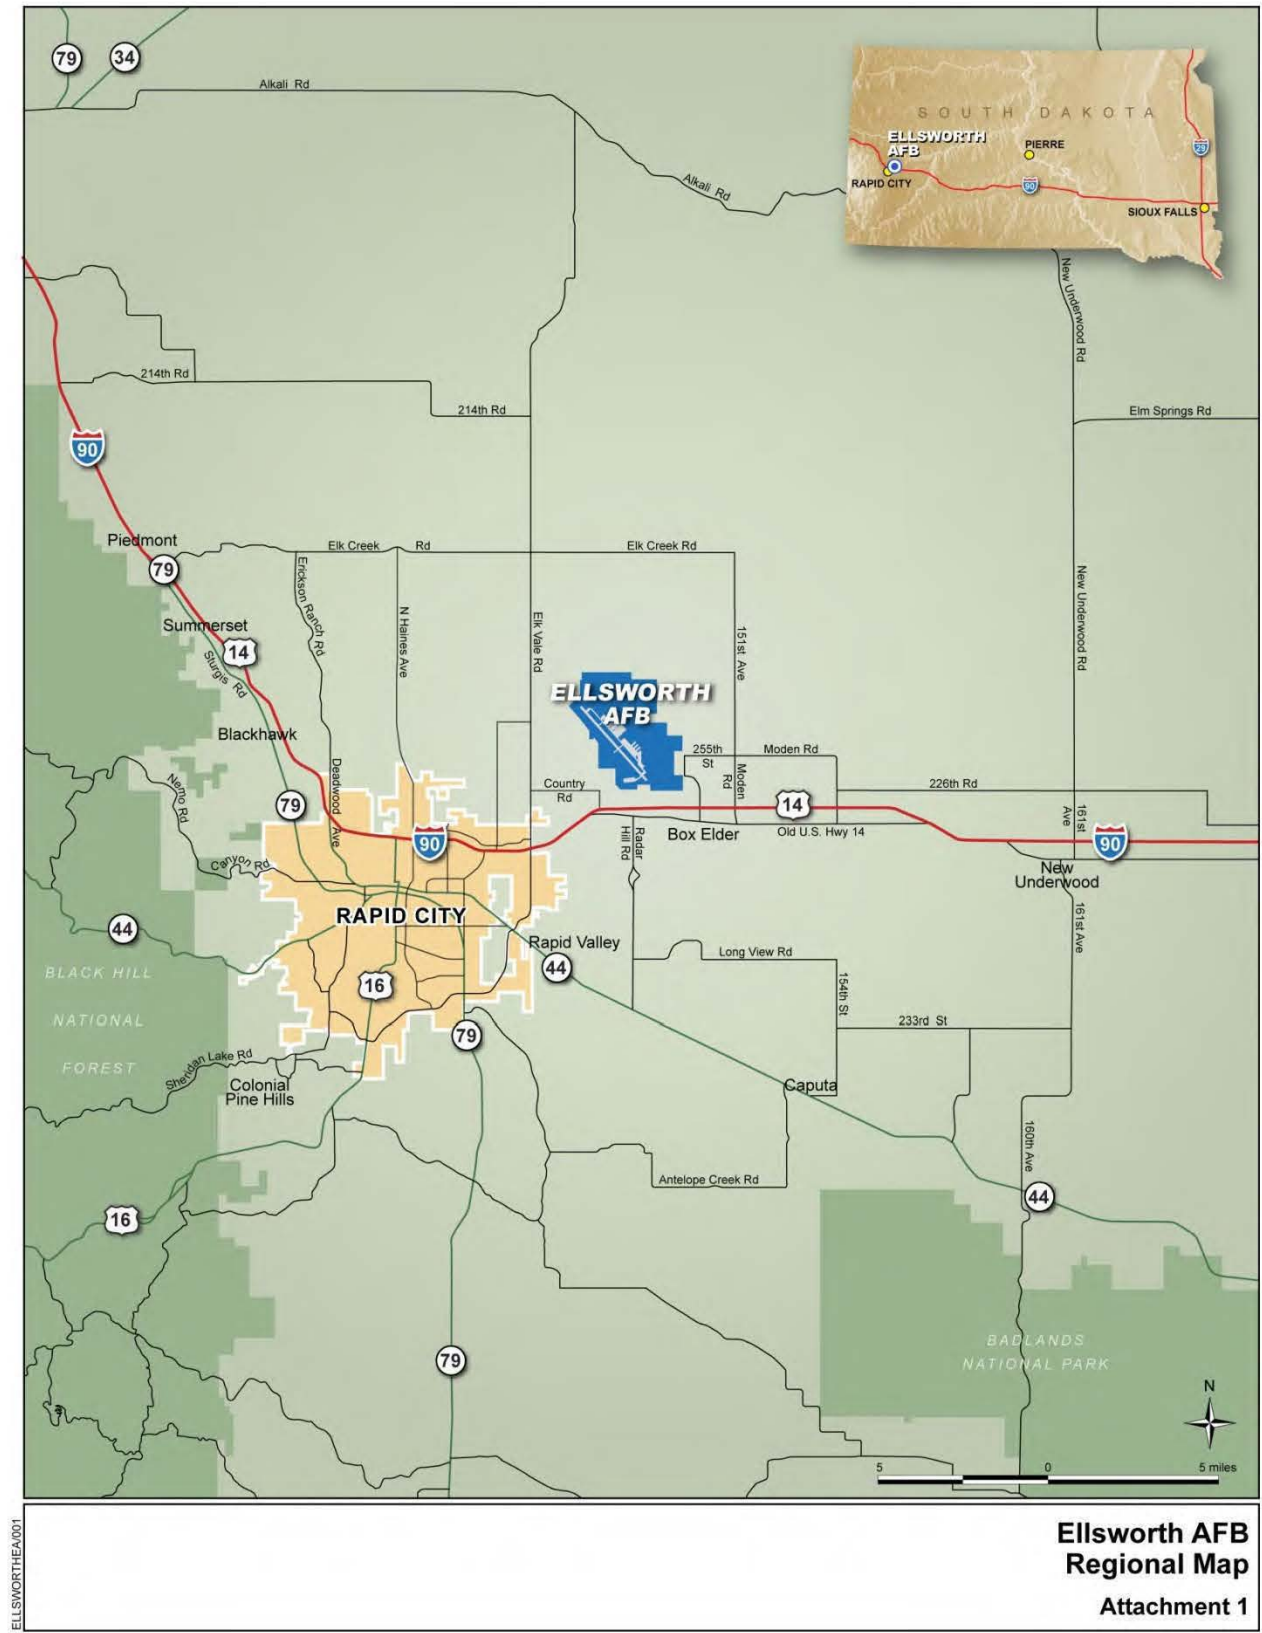 79
34
Alkali Rd
Alkali Rd
SOUTH DAKOTA
ELLSWORTH
AFB
PIERRE
RAPID CITY
29
90
SIOUX FALLS
New Underwood Rd
214th Rd
214th Rd
Elm Springs Rd
90
Piedmont
79
Elk Creek Rd
Elk Creek Rd
Erickson Ranch Rd
N Haines Ave
Elk Vale Rd
151st Ave
New Underwood Rd
Summerset
14
Sturgis Rd
ELLSWORTH
AFB
Blackhawk
255th
St
Moden Rd
Moden
Rd
Nemo Rd
Deadwood Ave
Country
Rd
226th Rd
79
14
161st
Ave
Radar
Hill Rd
Box Elder
Old U.S. Hwy 14
90
90
Canyon Rd
New
Underwood
RAPID CITY
161st Ave
44
Rapid Valley
44
Long View Rd
BLACK HILL
NATIONAL
FOREST
16
154th St
233rd St
79
Sheridan Lake Rd
Colonial
Pine Hills
Caputa
160th Ave
Antelope Creek Rd
44
16
BADLANDS
NATIONAL PARK
79
N
5 0 5 miles
Ellsworth AFB
Regional Map
Attachment 1
ELLSWORTHEA/001